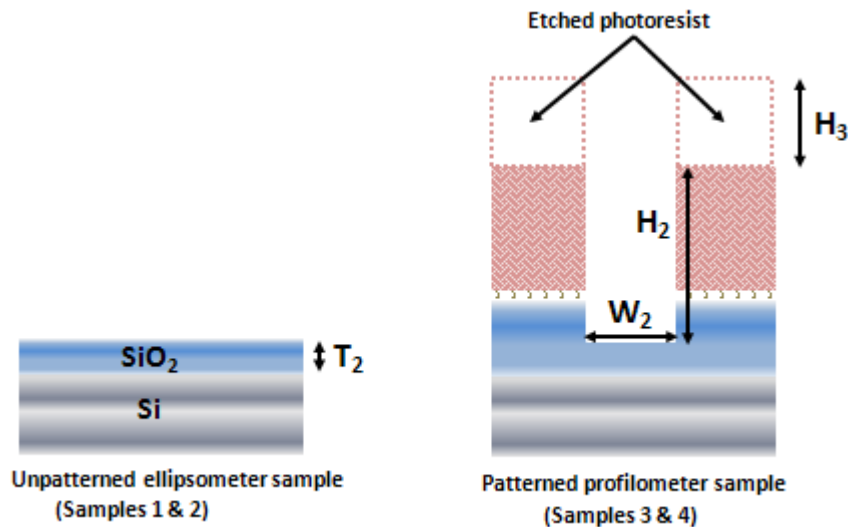 Etched photoresist
H₃
H₂
W₂
SiO₂
T₂
Si
Unpatterned ellipsometer sample
(Samples 1 & 2)
Patterned profilometer sample
(Samples 3 & 4)